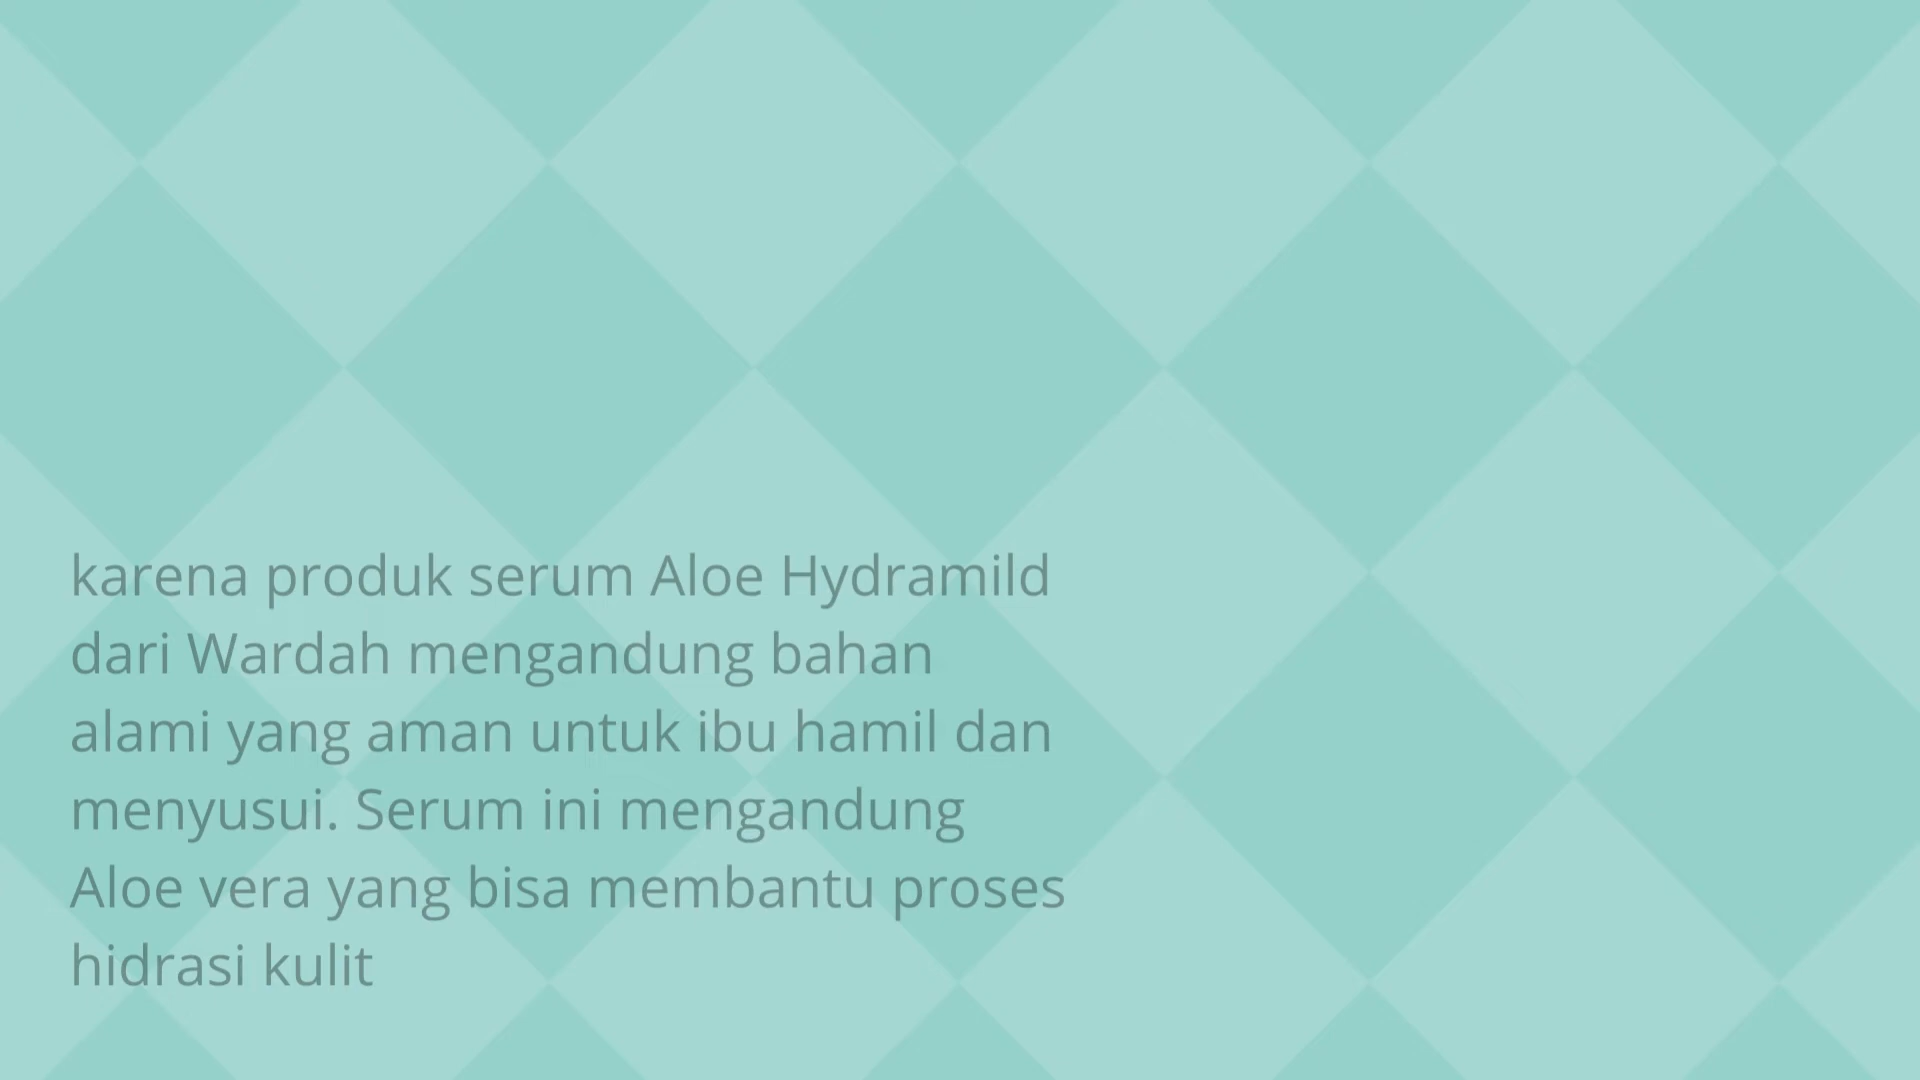 karena produk serum Aloe Hydramild
dari Wardah mengandung bahan
alami yang aman untuk ibu hamil dan
menyusui. Serum ini mengandung
Aloe vera yang bisa membantu proses
hidrasi kulit